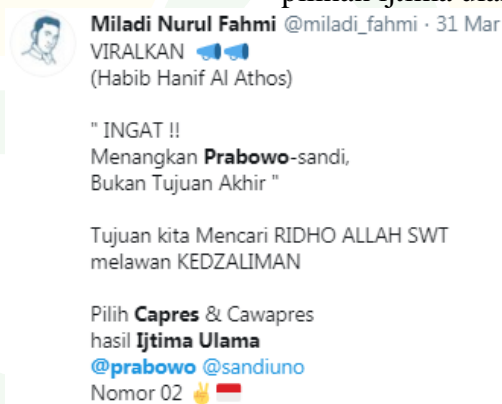 Miladi Nurul Fahmi @miladi_fahmi · 31 Mar
VIRALKAN 📣📣
(Habib Hanif Al Athos)
" INGAT !!
Menangkan Prabowo-sandi,
Bukan Tujuan Akhir "
Tujuan kita Mencari RIDHO ALLAH SWT
melawan KEDZALIMAN
Pilih Capres & Cawapres
hasil Ijtima Ulama
@prabowo @sandiuno
Nomor 02 ✌️🇮🇩